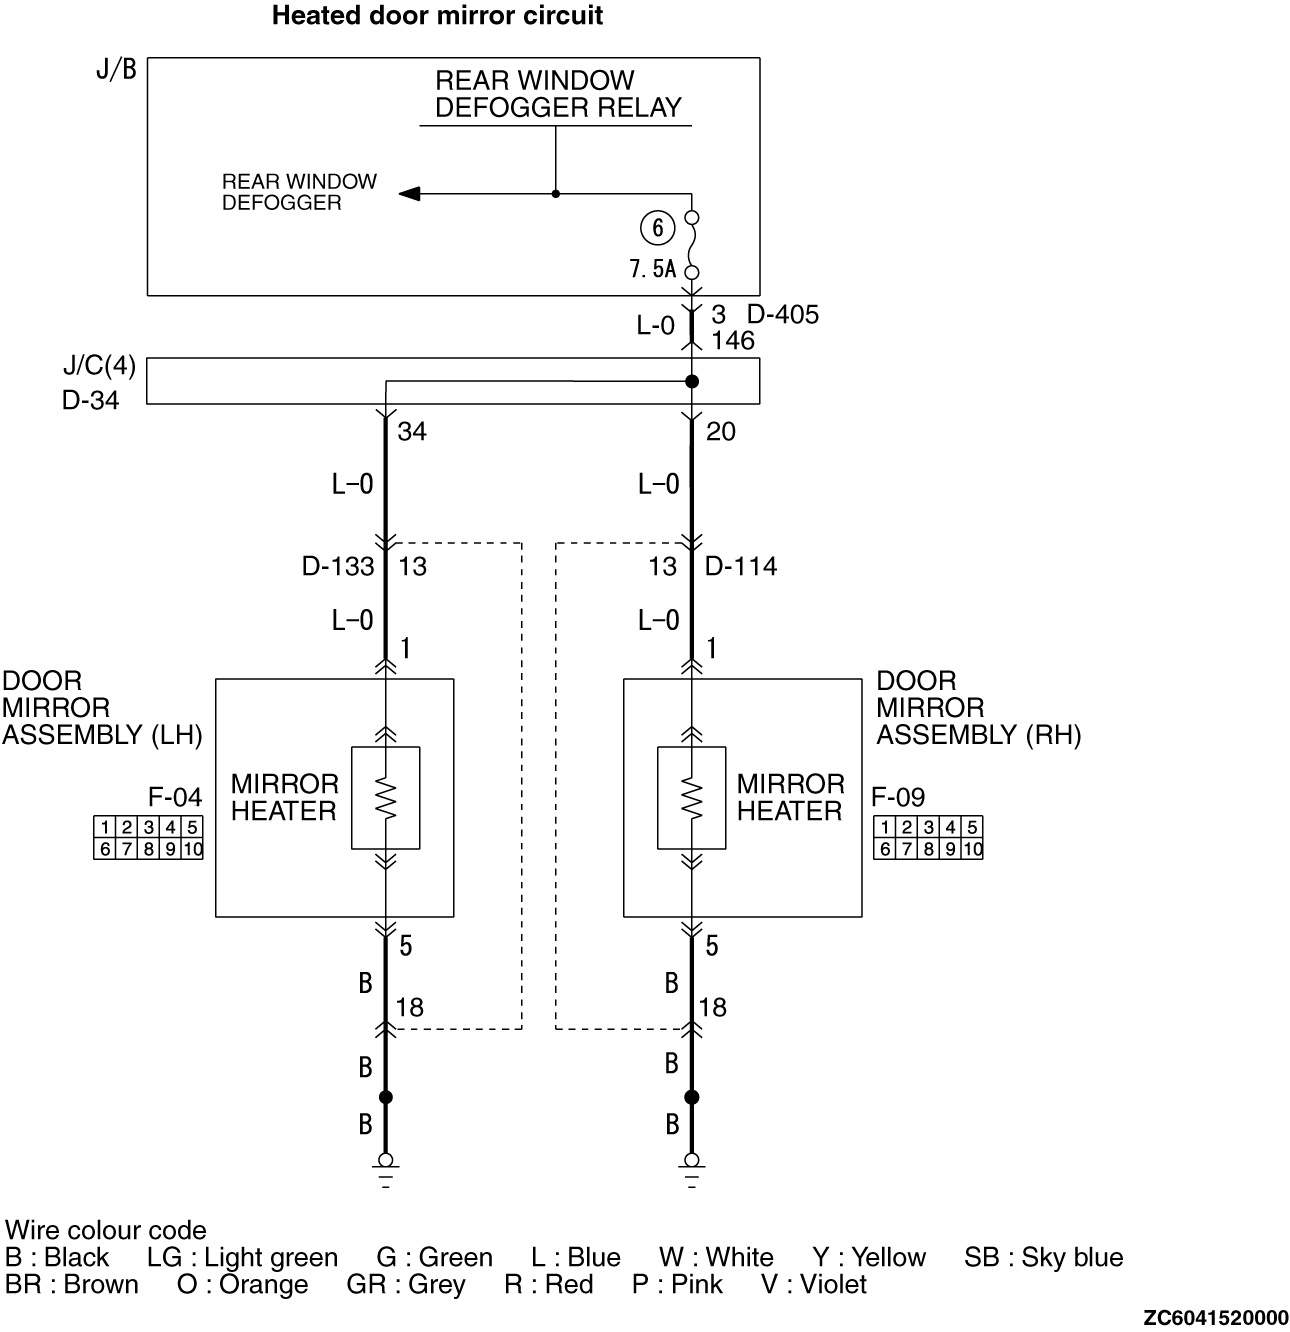 Heated door mirror circuit
J/B
REAR WINDOW
DEFOGGER RELAY
REAR WINDOW
DEFOGGER
6
7.5A
L-0
3 D-405
146
J/C(4)
D-34
34
20
L-0
L-0
D-133 13
13 D-114
L-0
L-0
1
1
DOOR
MIRROR
ASSEMBLY (LH)
DOOR
MIRROR
ASSEMBLY (RH)
MIRROR
HEATER
MIRROR
HEATER
F-04
1 2 3 4 5
6 7 8 9 10
F-09
1 2 3 4 5
6 7 8 9 10
5
5
B
B
18
18
B
B
B
B
Wire colour code
B : Black LG : Light green G : Green L : Blue W : White Y : Yellow SB : Sky blue
BR : Brown O : Orange GR : Grey R : Red P : Pink V : Violet
ZC6041520000